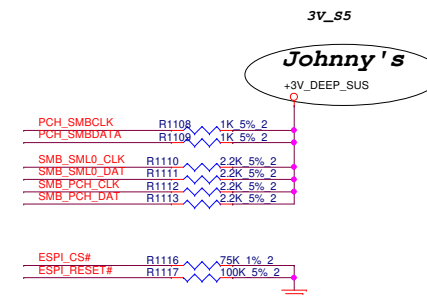 3V_S5
Johnny's
+3V_DEEP_SUS
PCH_SMBCLK R1108 1K_5%_2
PCH_SMBDATA R1109 1K_5%_2
SMB_SML0_CLK R1110 2.2K_5%_2
SMB_SML0_DAT R1111 2.2K_5%_2
SMB_PCH_CLK R1112 2.2K_5%_2
SMB_PCH_DAT R1113 2.2K_5%_2
ESPI_CS# R1116 75K_1%_2
ESPI_RESET# R1117 100K_5%_2